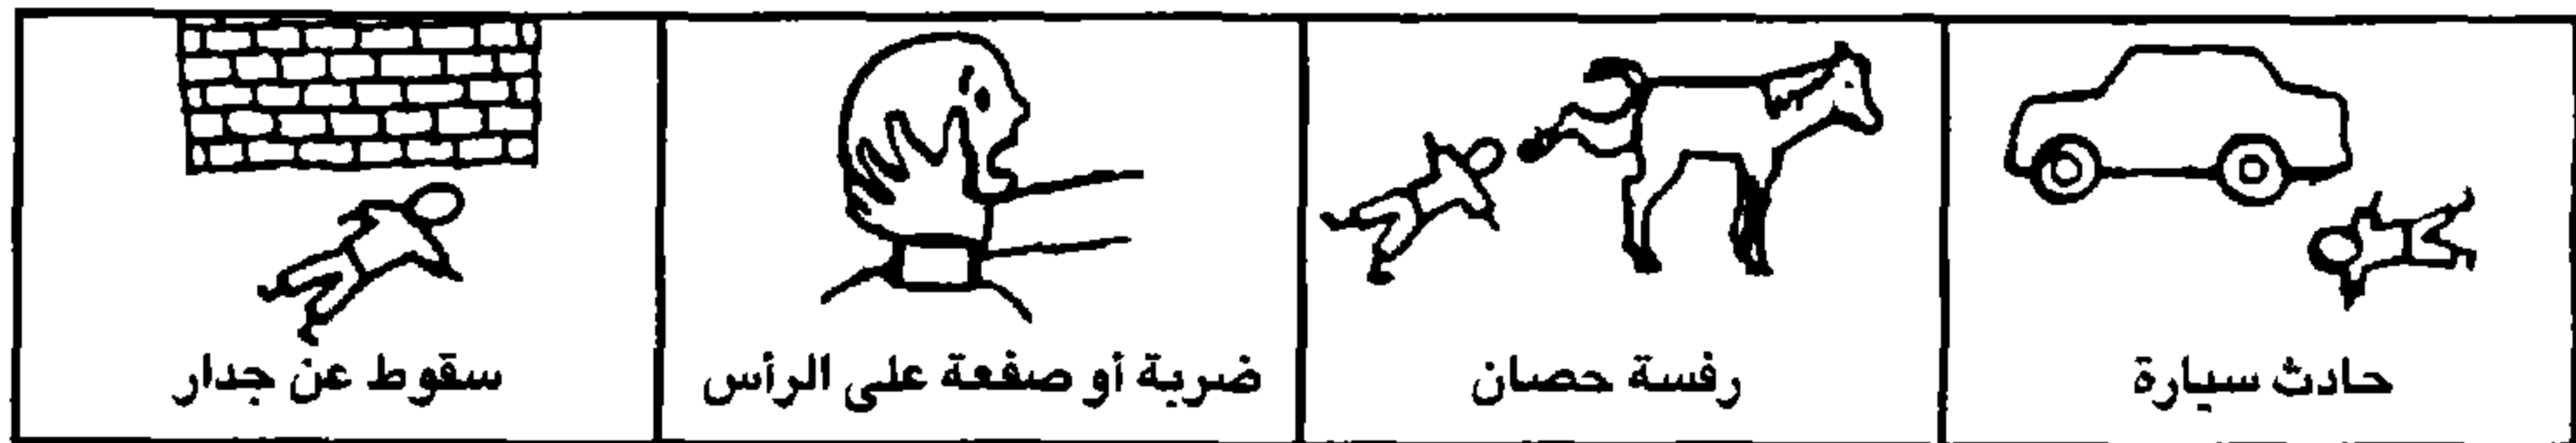 حادث سيارة
رفسة حصان
ضربة أو صفعة على الرأس
سقوط عن جدار